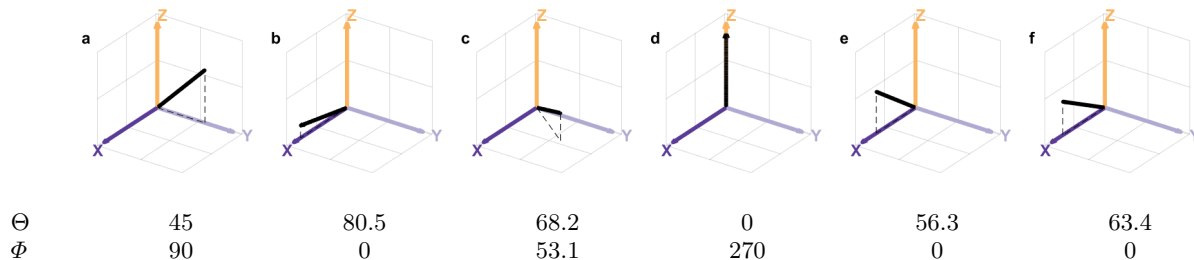 Z Z Z Z Z Z
a b c d e f
Y Y Y Y Y Y
X X X X X X
Θ 45 80.5 68.2 0 56.3 63.4
Φ 90 0 53.1 270 0 0